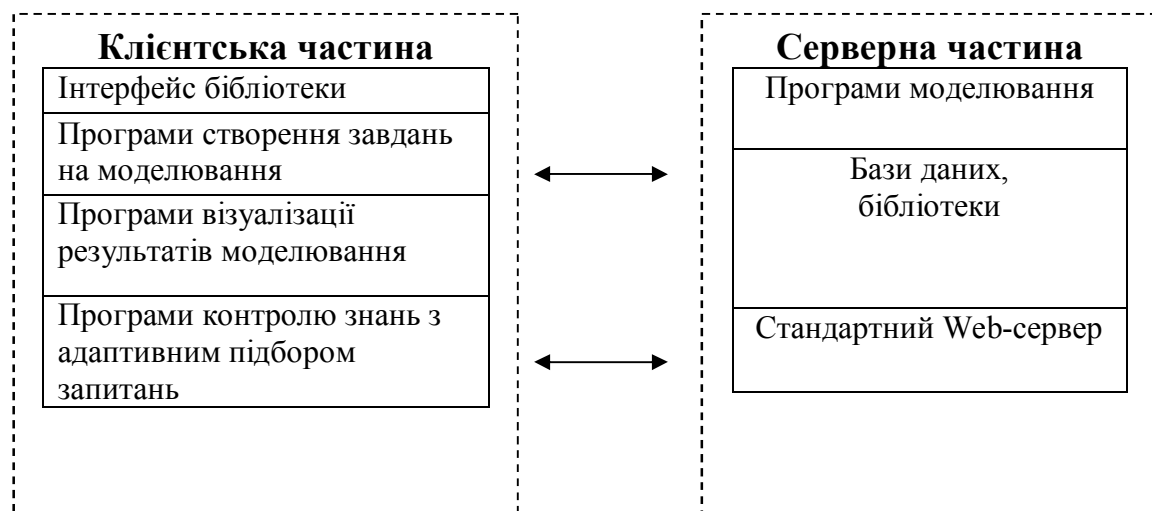 Клієнтська частина
Інтерфейс бібліотеки
Програми створення завдань
на моделювання
Програми візуалізації
результатів моделювання
Програми контролю знань з
адаптивним підбором
запитань
Серверна частина
Програми моделювання
Бази даних,
бібліотеки
Стандартний Web-сервер